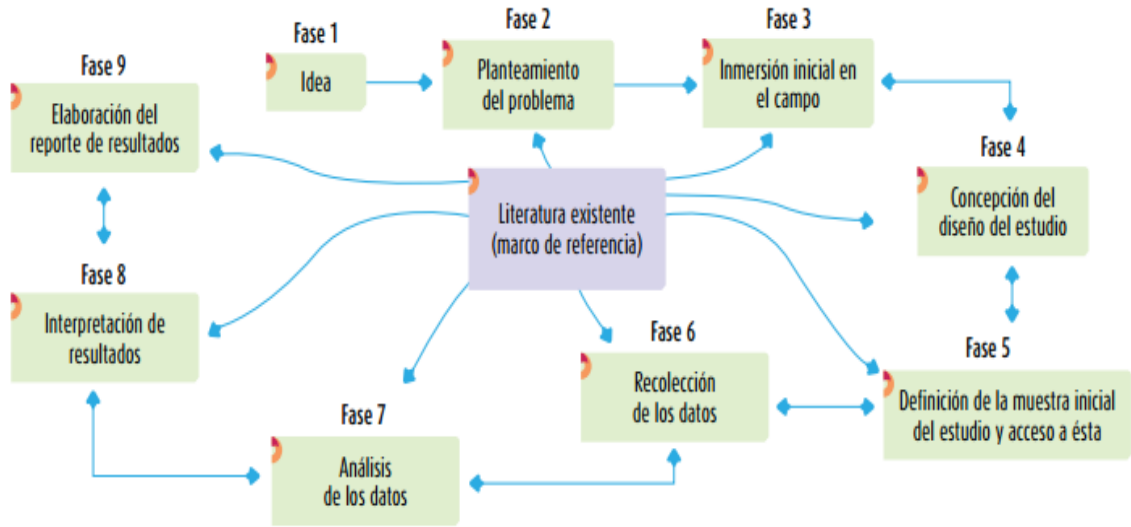 Fase 1
Idea
Fase 2
Planteamiento
del problema
Fase 3
Inmersión inicial en
el campo
Fase 4
Concepción del
diseño del estudio
Fase 5
Definición de la muestra inicial
del estudio y acceso a ésta
Fase 6
Recolección
de los datos
Fase 7
Análisis
de los datos
Fase 8
Interpretación de
resultados
Fase 9
Elaboración del
reporte de resultados
Literatura existente
(marco de referencia)